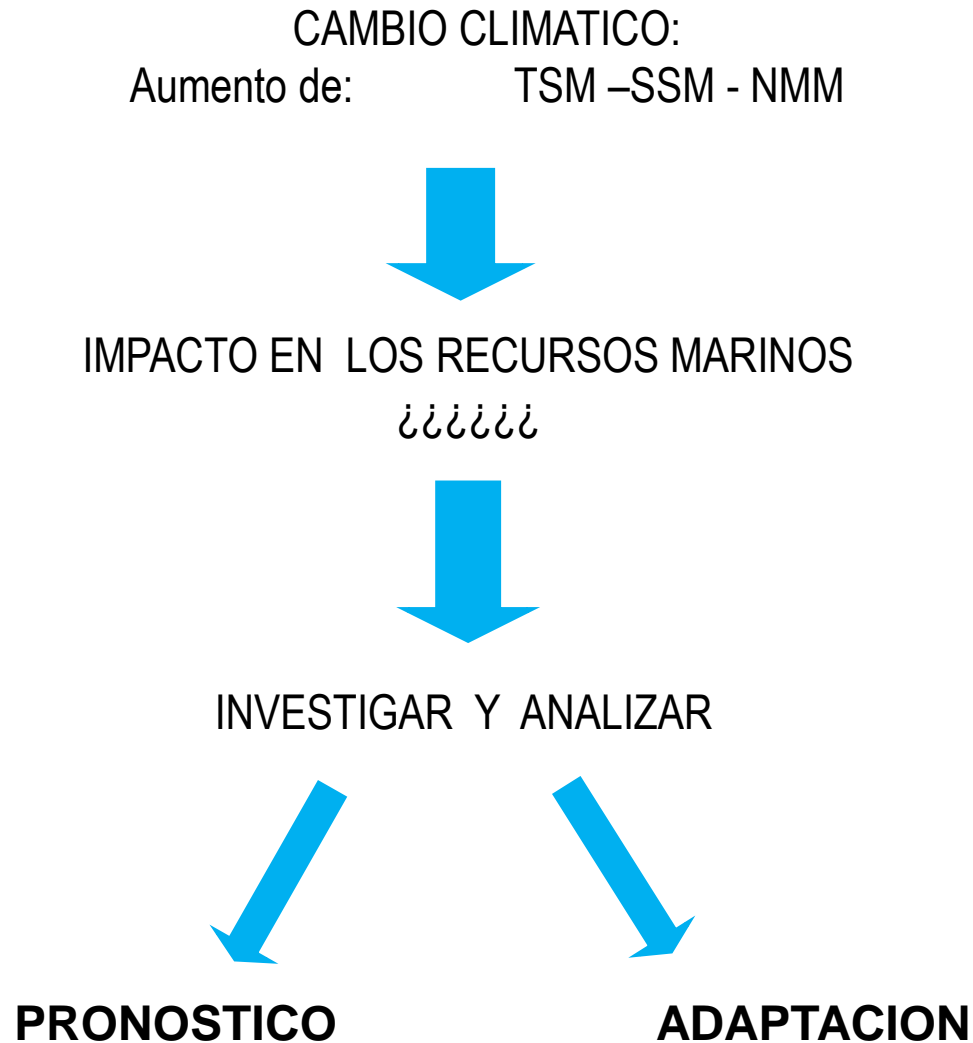 CAMBIO CLIMATICO:
Aumento de: TSM –SSM - NMM
IMPACTO EN LOS RECURSOS MARINOS
¿¿¿¿¿¿
INVESTIGAR Y ANALIZAR
PRONOSTICO ADAPTACION